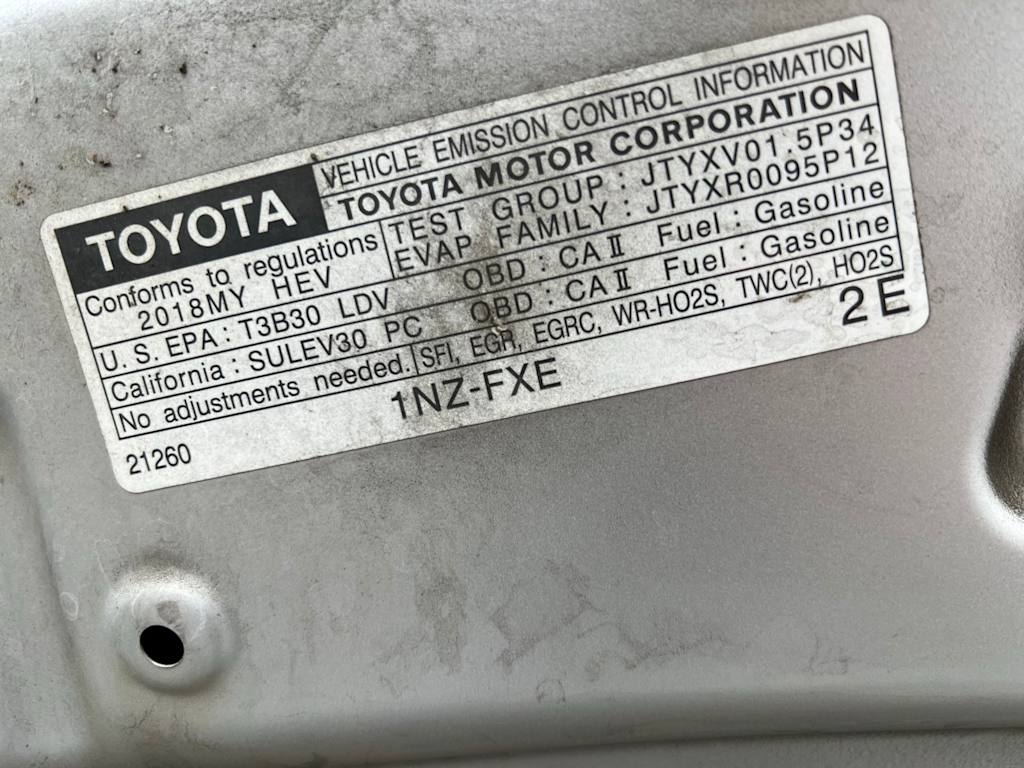 VEHICLE EMISSION CONTROL INFORMATION
TOYOTA
TOYOTA MOTOR CORPORATION
Conforms to regulations
2018MY HEV
TEST GROUP : JTYXV01.5P34
EVAP FAMILY : JTYXR0095P12
U.S. EPA : T3B30 LDV OBD : CA II Fuel : Gasoline
California : SULEV30 PC OBD : CA II Fuel : Gasoline
No adjustments needed. SFI, EGR, EGRC, WR-HO2S, TWC(2), HO2S
21260 1NZ-FXE 2E